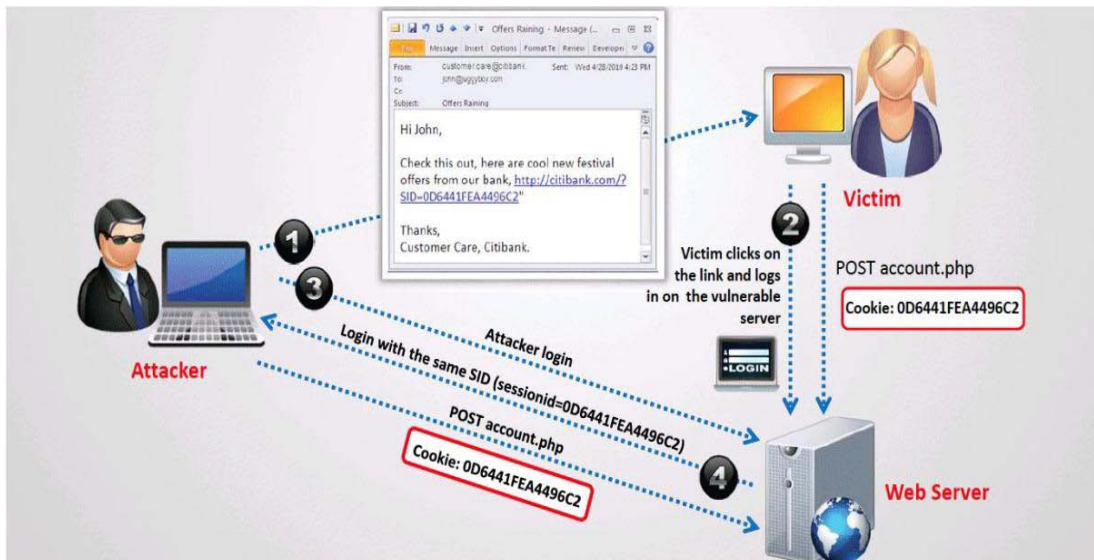 Offers Raining - Message (...
Message Insert Options Format Te Review Develope
From: customer.care@citibank. Sent: Wed 4/28/2010 4:23 PM
To: john@juggyboy.com
Cc:
Subject: Offers Raining
Hi John,
Check this out, here are cool new festival
offers from our bank, http://citibank.com/?
SID=0D6441FEA4496C2"
Thanks,
Customer Care, Citibank.
Victim
1
2
3
Victim clicks on
the link and logs
in on the vulnerable
server
POST account.php
Cookie: 0D6441FEA4496C2
LOGIN
Attacker
Attacker login
Login with the same SID (sessionid=0D6441FEA4496C2)
POST account.php
Cookie: 0D6441FEA4496C2
4
Web Server